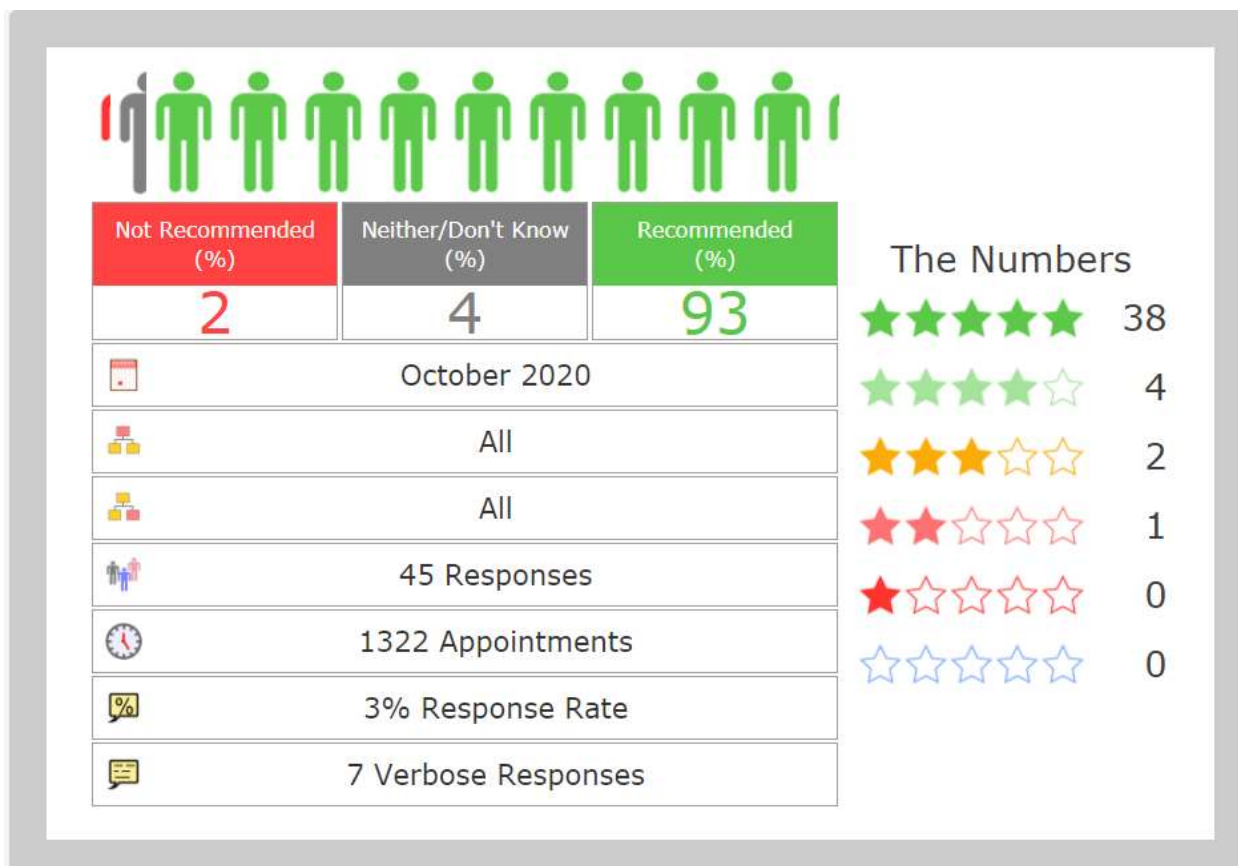 Not Recommended
(%)
Neither/Don't Know
(%)
Recommended
(%)
2
4
93
October 2020
All
All
45 Responses
1322 Appointments
%
3% Response Rate
7 Verbose Responses
The Numbers
38
4
2
1
0
0